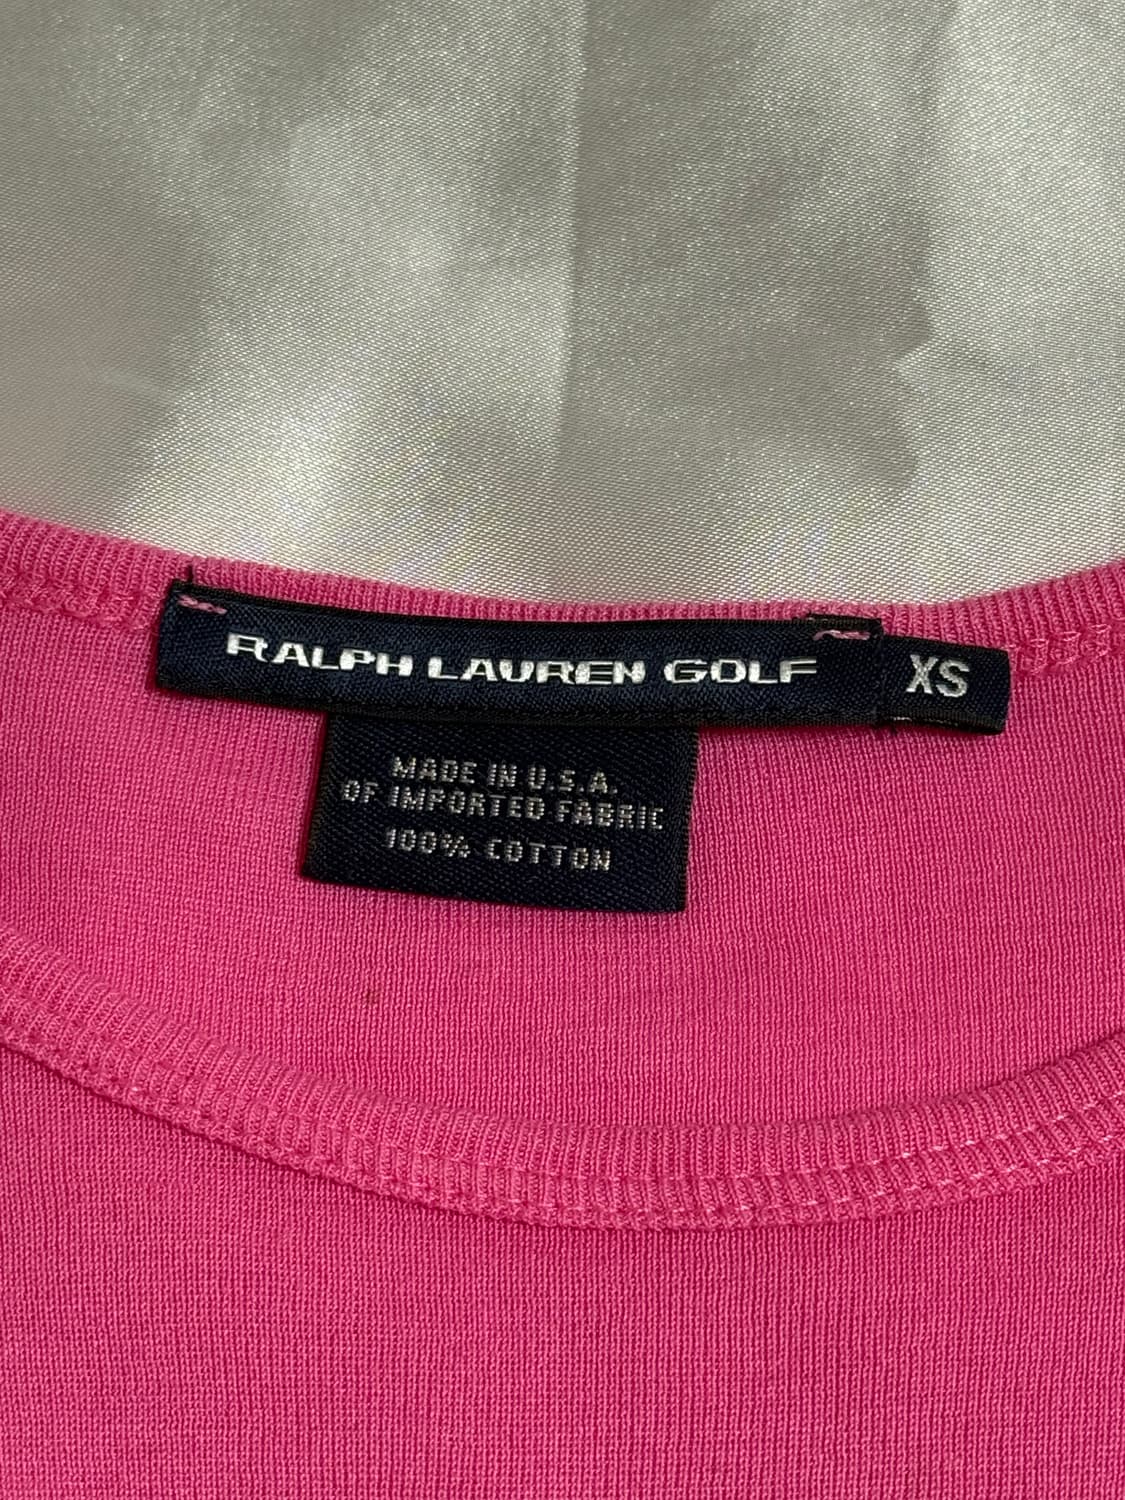 RALPH LAUREN GOLF
XS
MADE IN U.S.A.
OF IMPORTED FABRIC
100% COTTON